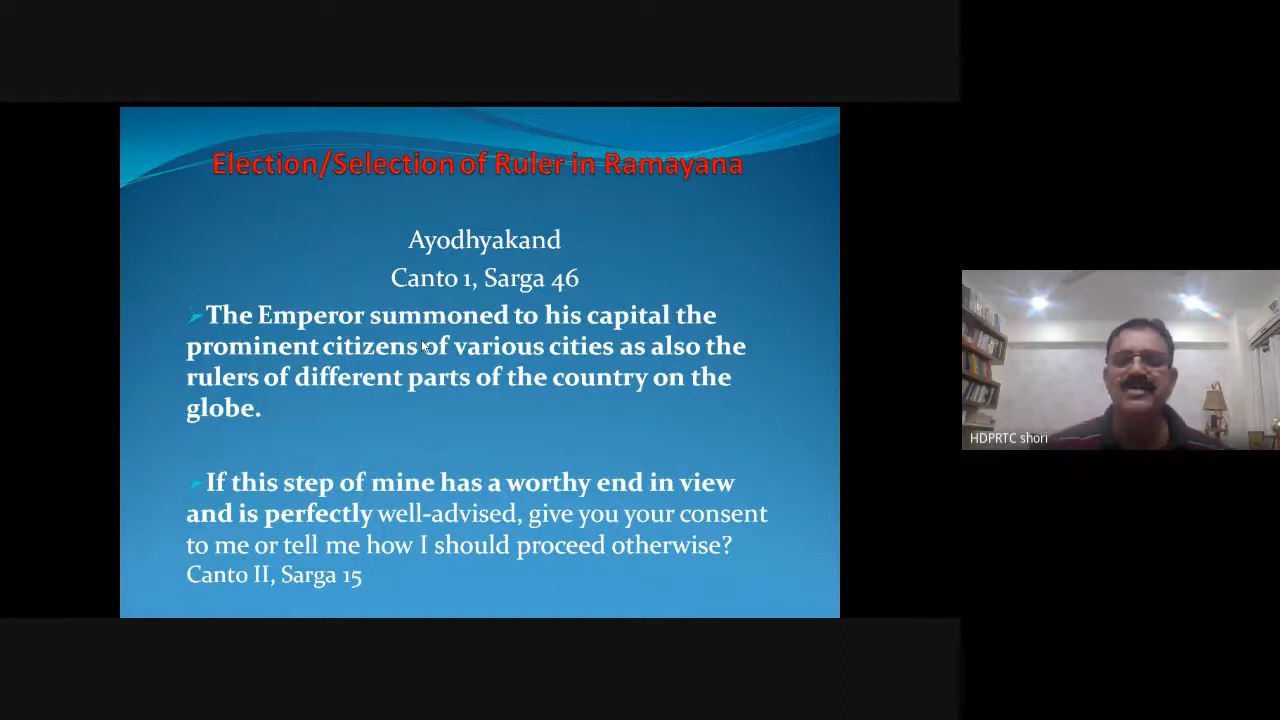 Election/Selection of Ruler in Ramayana
Ayodhyakand
Canto 1, Sarga 46
➢The Emperor summoned to his capital the
prominent citizens of various cities as also the
rulers of different parts of the country on the
globe.
➢If this step of mine has a worthy end in view
and is perfectly well-advised, give you your consent
to me or tell me how I should proceed otherwise?
Canto II, Sarga 15
HDPRTC shori